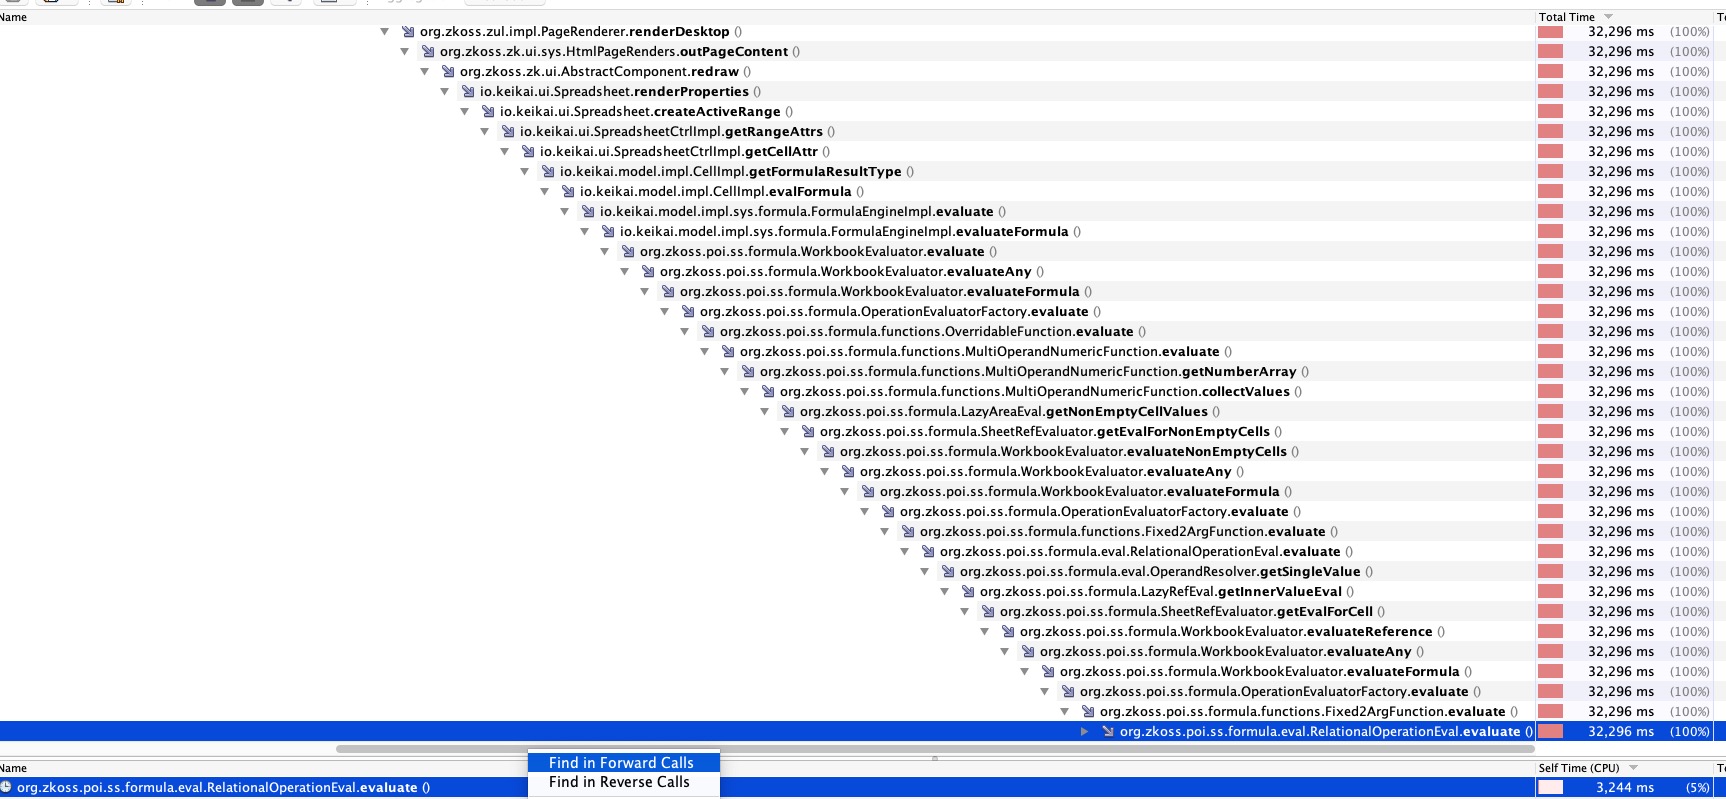 Name Total Time
org.zkoss.zul.impl.PageRenderer.renderDesktop () 32,296 ms (100%)
org.zkoss.zk.ui.sys.HtmlPageRenders.outPageContent () 32,296 ms (100%)
org.zkoss.zk.ui.AbstractComponent.redraw () 32,296 ms (100%)
io.keikai.ui.Spreadsheet.renderProperties () 32,296 ms (100%)
io.keikai.ui.Spreadsheet.createActiveRange () 32,296 ms (100%)
io.keikai.ui.SpreadsheetCtrlImpl.getRangeAttrs () 32,296 ms (100%)
io.keikai.ui.SpreadsheetCtrlImpl.getCellAttr () 32,296 ms (100%)
io.keikai.model.impl.CellImpl.getFormulaResultType () 32,296 ms (100%)
io.keikai.model.impl.CellImpl.evalFormula () 32,296 ms (100%)
io.keikai.model.impl.sys.formula.FormulaEngineImpl.evaluate () 32,296 ms (100%)
io.keikai.model.impl.sys.formula.FormulaEngineImpl.evaluateFormula () 32,296 ms (100%)
org.zkoss.poi.ss.formula.WorkbookEvaluator.evaluate () 32,296 ms (100%)
org.zkoss.poi.ss.formula.WorkbookEvaluator.evaluateAny () 32,296 ms (100%)
org.zkoss.poi.ss.formula.WorkbookEvaluator.evaluateFormula () 32,296 ms (100%)
org.zkoss.poi.ss.formula.OperationEvaluatorFactory.evaluate () 32,296 ms (100%)
org.zkoss.poi.ss.formula.functions.OverridableFunction.evaluate () 32,296 ms (100%)
org.zkoss.poi.ss.formula.functions.MultiOperandNumericFunction.evaluate () 32,296 ms (100%)
org.zkoss.poi.ss.formula.functions.MultiOperandNumericFunction.getNumberArray () 32,296 ms (100%)
org.zkoss.poi.ss.formula.functions.MultiOperandNumericFunction.collectValues () 32,296 ms (100%)
org.zkoss.poi.ss.formula.LazyAreaEval.getNonEmptyCellValues () 32,296 ms (100%)
org.zkoss.poi.ss.formula.SheetRefEvaluator.getEvalForNonEmptyCells () 32,296 ms (100%)
org.zkoss.poi.ss.formula.WorkbookEvaluator.evaluateNonEmptyCells () 32,296 ms (100%)
org.zkoss.poi.ss.formula.WorkbookEvaluator.evaluateAny () 32,296 ms (100%)
org.zkoss.poi.ss.formula.WorkbookEvaluator.evaluateFormula () 32,296 ms (100%)
org.zkoss.poi.ss.formula.OperationEvaluatorFactory.evaluate () 32,296 ms (100%)
org.zkoss.poi.ss.formula.functions.Fixed2ArgFunction.evaluate () 32,296 ms (100%)
org.zkoss.poi.ss.formula.eval.RelationalOperationEval.evaluate () 32,296 ms (100%)
org.zkoss.poi.ss.formula.eval.OperandResolver.getSingleValue () 32,296 ms (100%)
org.zkoss.poi.ss.formula.LazyRefEval.getInnerValueEval () 32,296 ms (100%)
org.zkoss.poi.ss.formula.SheetRefEvaluator.getEvalForCell () 32,296 ms (100%)
org.zkoss.poi.ss.formula.WorkbookEvaluator.evaluateReference () 32,296 ms (100%)
org.zkoss.poi.ss.formula.WorkbookEvaluator.evaluateAny () 32,296 ms (100%)
org.zkoss.poi.ss.formula.WorkbookEvaluator.evaluateFormula () 32,296 ms (100%)
org.zkoss.poi.ss.formula.OperationEvaluatorFactory.evaluate () 32,296 ms (100%)
org.zkoss.poi.ss.formula.functions.Fixed2ArgFunction.evaluate () 32,296 ms (100%)
org.zkoss.poi.ss.formula.eval.RelationalOperationEval.evaluate () 32,296 ms (100%)
Find in Forward Calls
Name Self Time (CPU)
Find in Reverse Calls
org.zkoss.poi.ss.formula.eval.RelationalOperationEval.evaluate () 3,244 ms (5%)